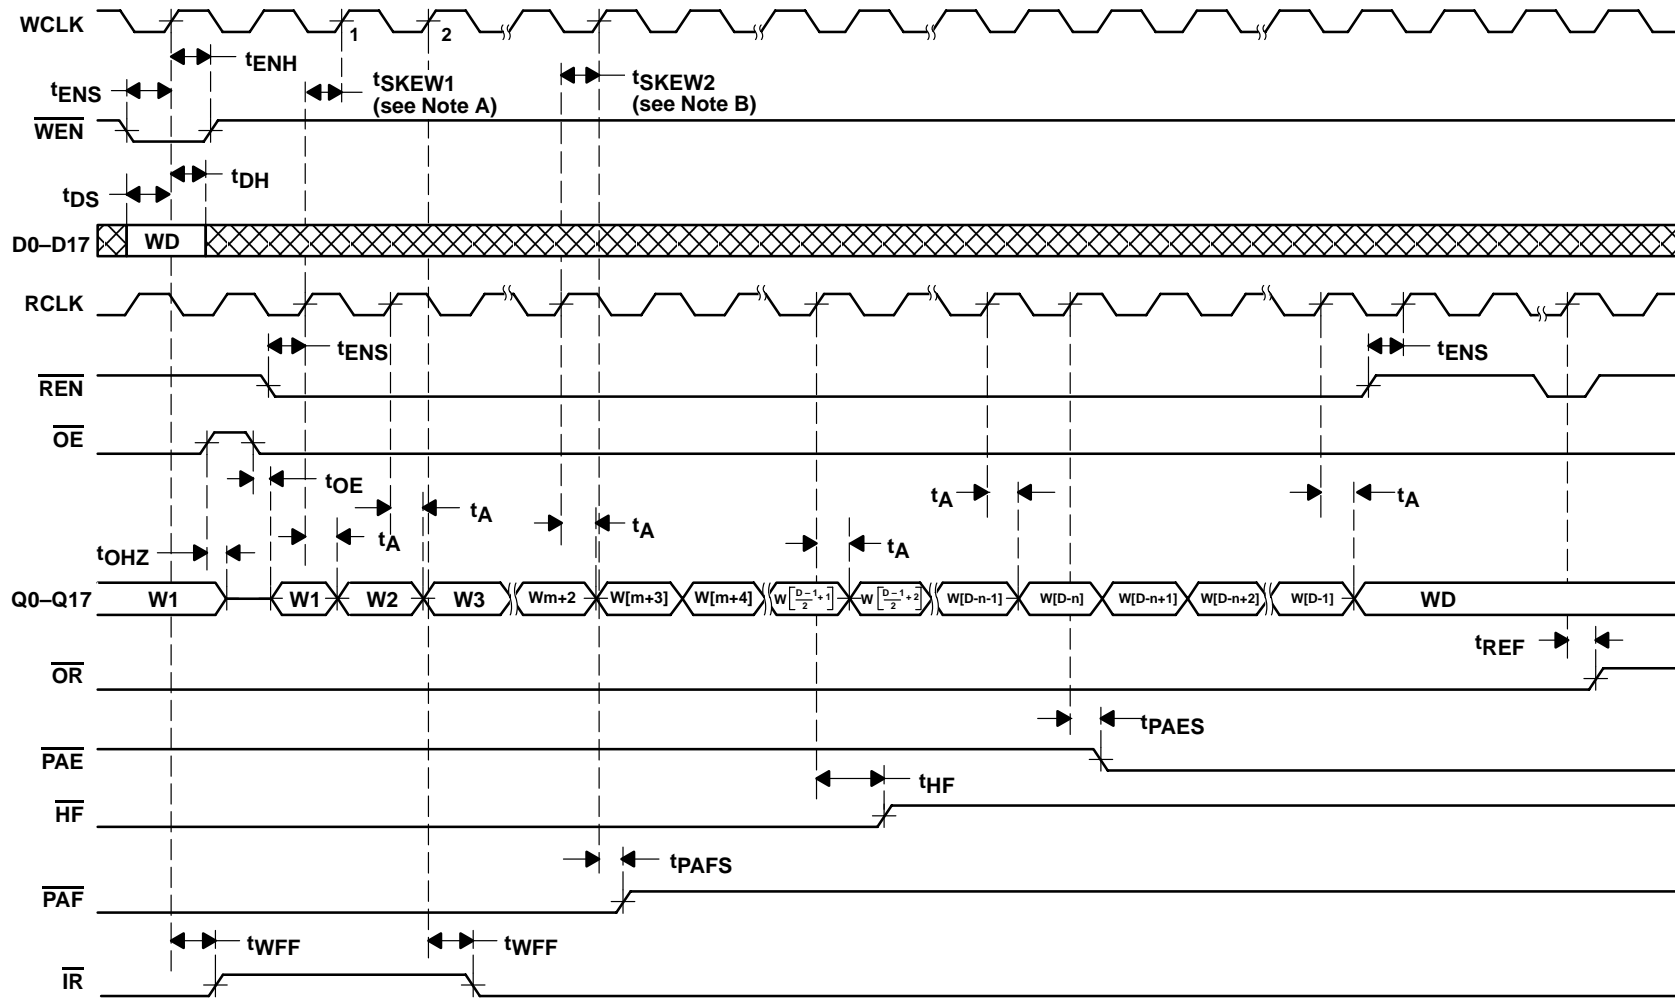 WCLK
1
2
tENH
tENS
tSKEW1
(see Note A)
tSKEW2
(see Note B)
WEN
tDH
tDS
D0–D17
WD
RCLK
tENS
tENS
REN
OE
tOE
tA
tA
tA
tA
tA
tA
tOHZ
Q0–Q17
W1
W1
W2
W3
Wm+2
W[m+3]
W[m+4]
W[D–1/2+1]
W[D–1/2+2]
W[D-n-1]
W[D-n]
W[D-n+1]
W[D-n+2]
W[D-1]
WD
tREF
OR
tPAES
PAE
tHF
HF
tPAFS
PAF
tWFF
tWFF
IR